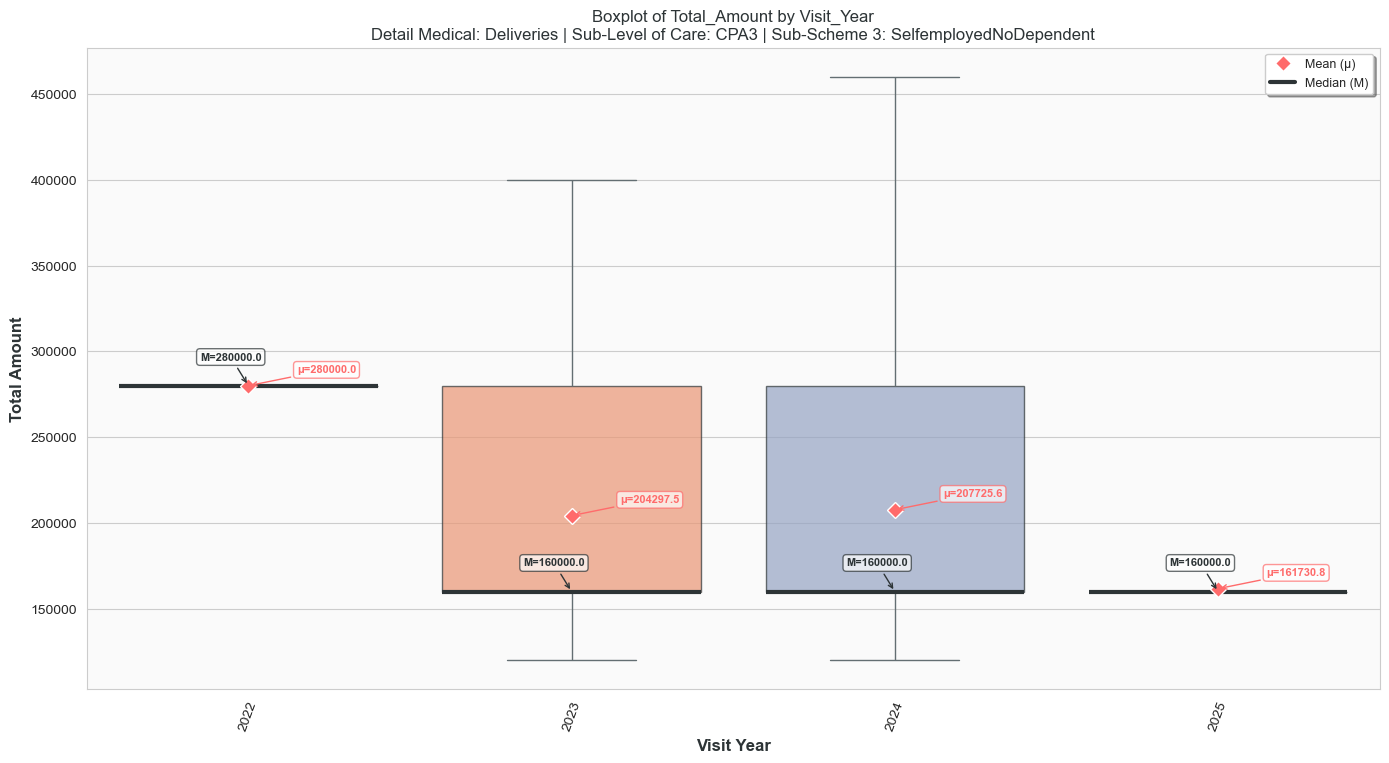 Boxplot of Total_Amount by Visit_Year
Detail Medical: Deliveries | Sub-Level of Care: CPA3 | Sub-Scheme 3: SelfemployedNoDependent
Mean (μ)
Median (M)
Total Amount
450000
400000
350000
300000
250000
200000
150000
M=280000.0
μ=280000.0
μ=204297.5
M=160000.0
μ=207725.6
M=160000.0
M=160000.0
μ=161730.8
2022
2023
2024
2025
Visit Year